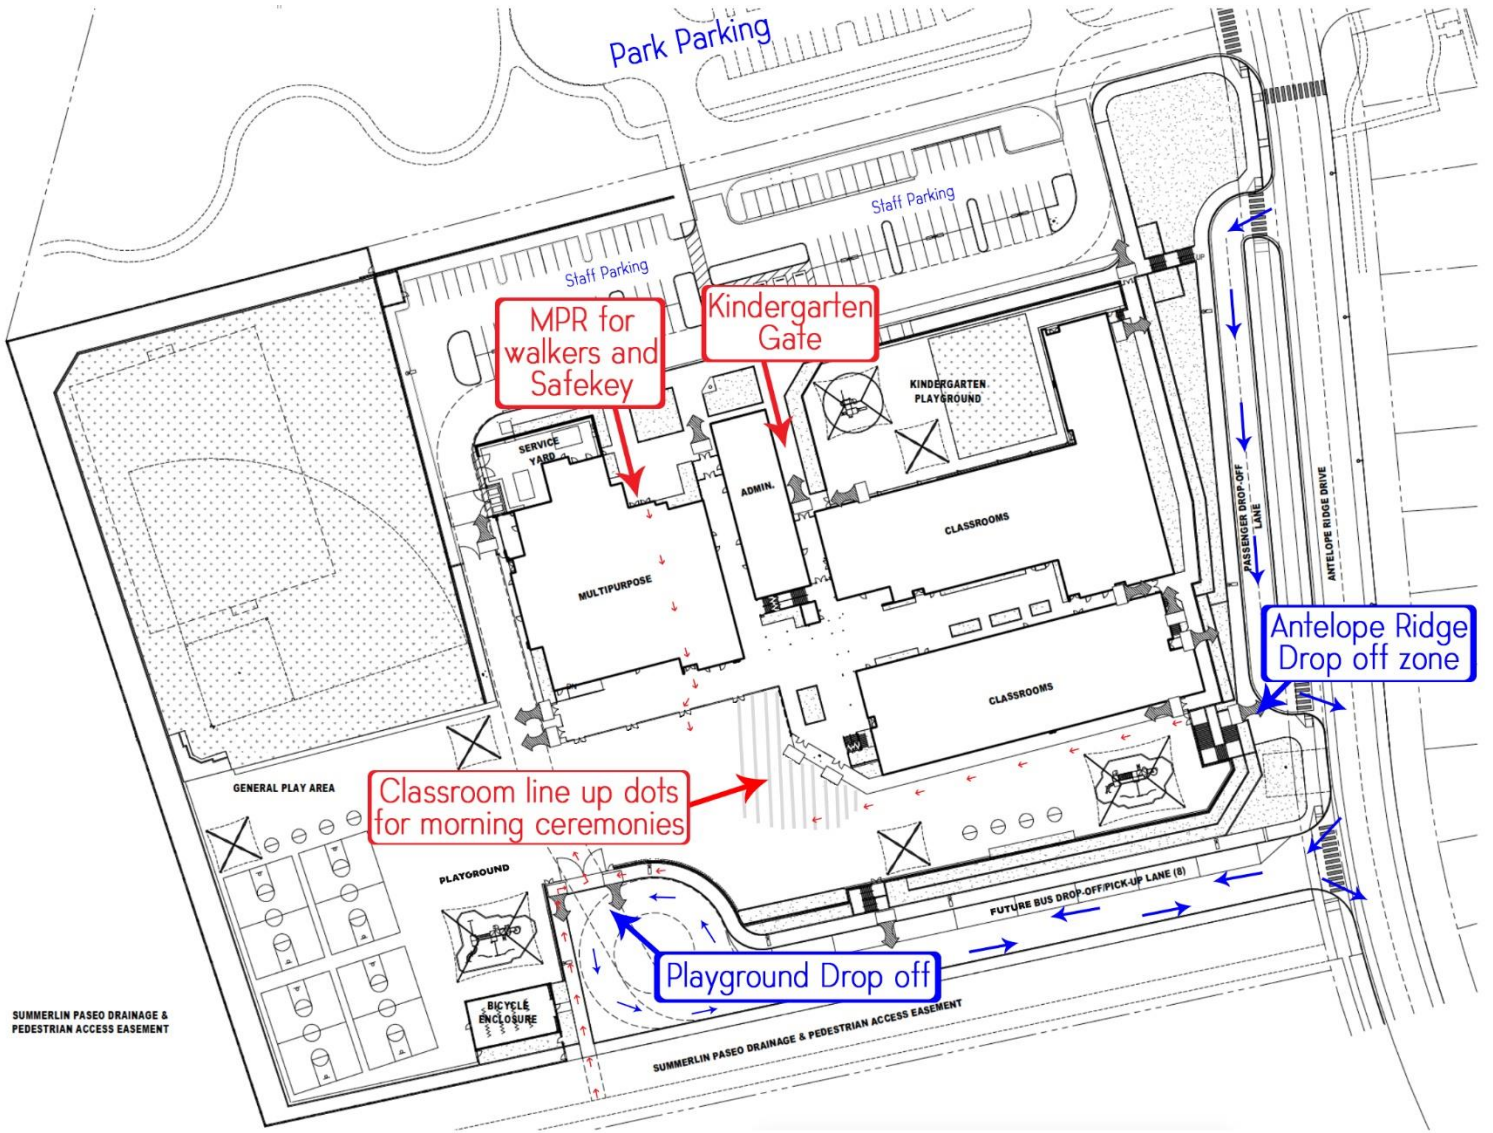 Park Parking
Staff Parking
Staff Parking
MPR for
walkers and
Safekey
Kindergarten
Gate
UP
KINDERGARTEN
PLAYGROUND
SERVICE
YARD
ADMIN.
CLASSROOMS
MULTIPURPOSE
PASSENGER DROP-OFF
LANE
ANTELOPE RIDGE DRIVE
Antelope Ridge
Drop off zone
CLASSROOMS
DN
GENERAL PLAY AREA
Classroom line up dots
for morning ceremonies
PLAYGROUND
FUTURE BUS DROP-OFF/PICK-UP LANE (8)
Playground Drop off
BICYCLE
ENCLOSURE
SUMMERLIN PASEO DRAINAGE &
PEDESTRIAN ACCESS EASEMENT
SUMMERLIN PASEO DRAINAGE & PEDESTRIAN ACCESS EASEMENT